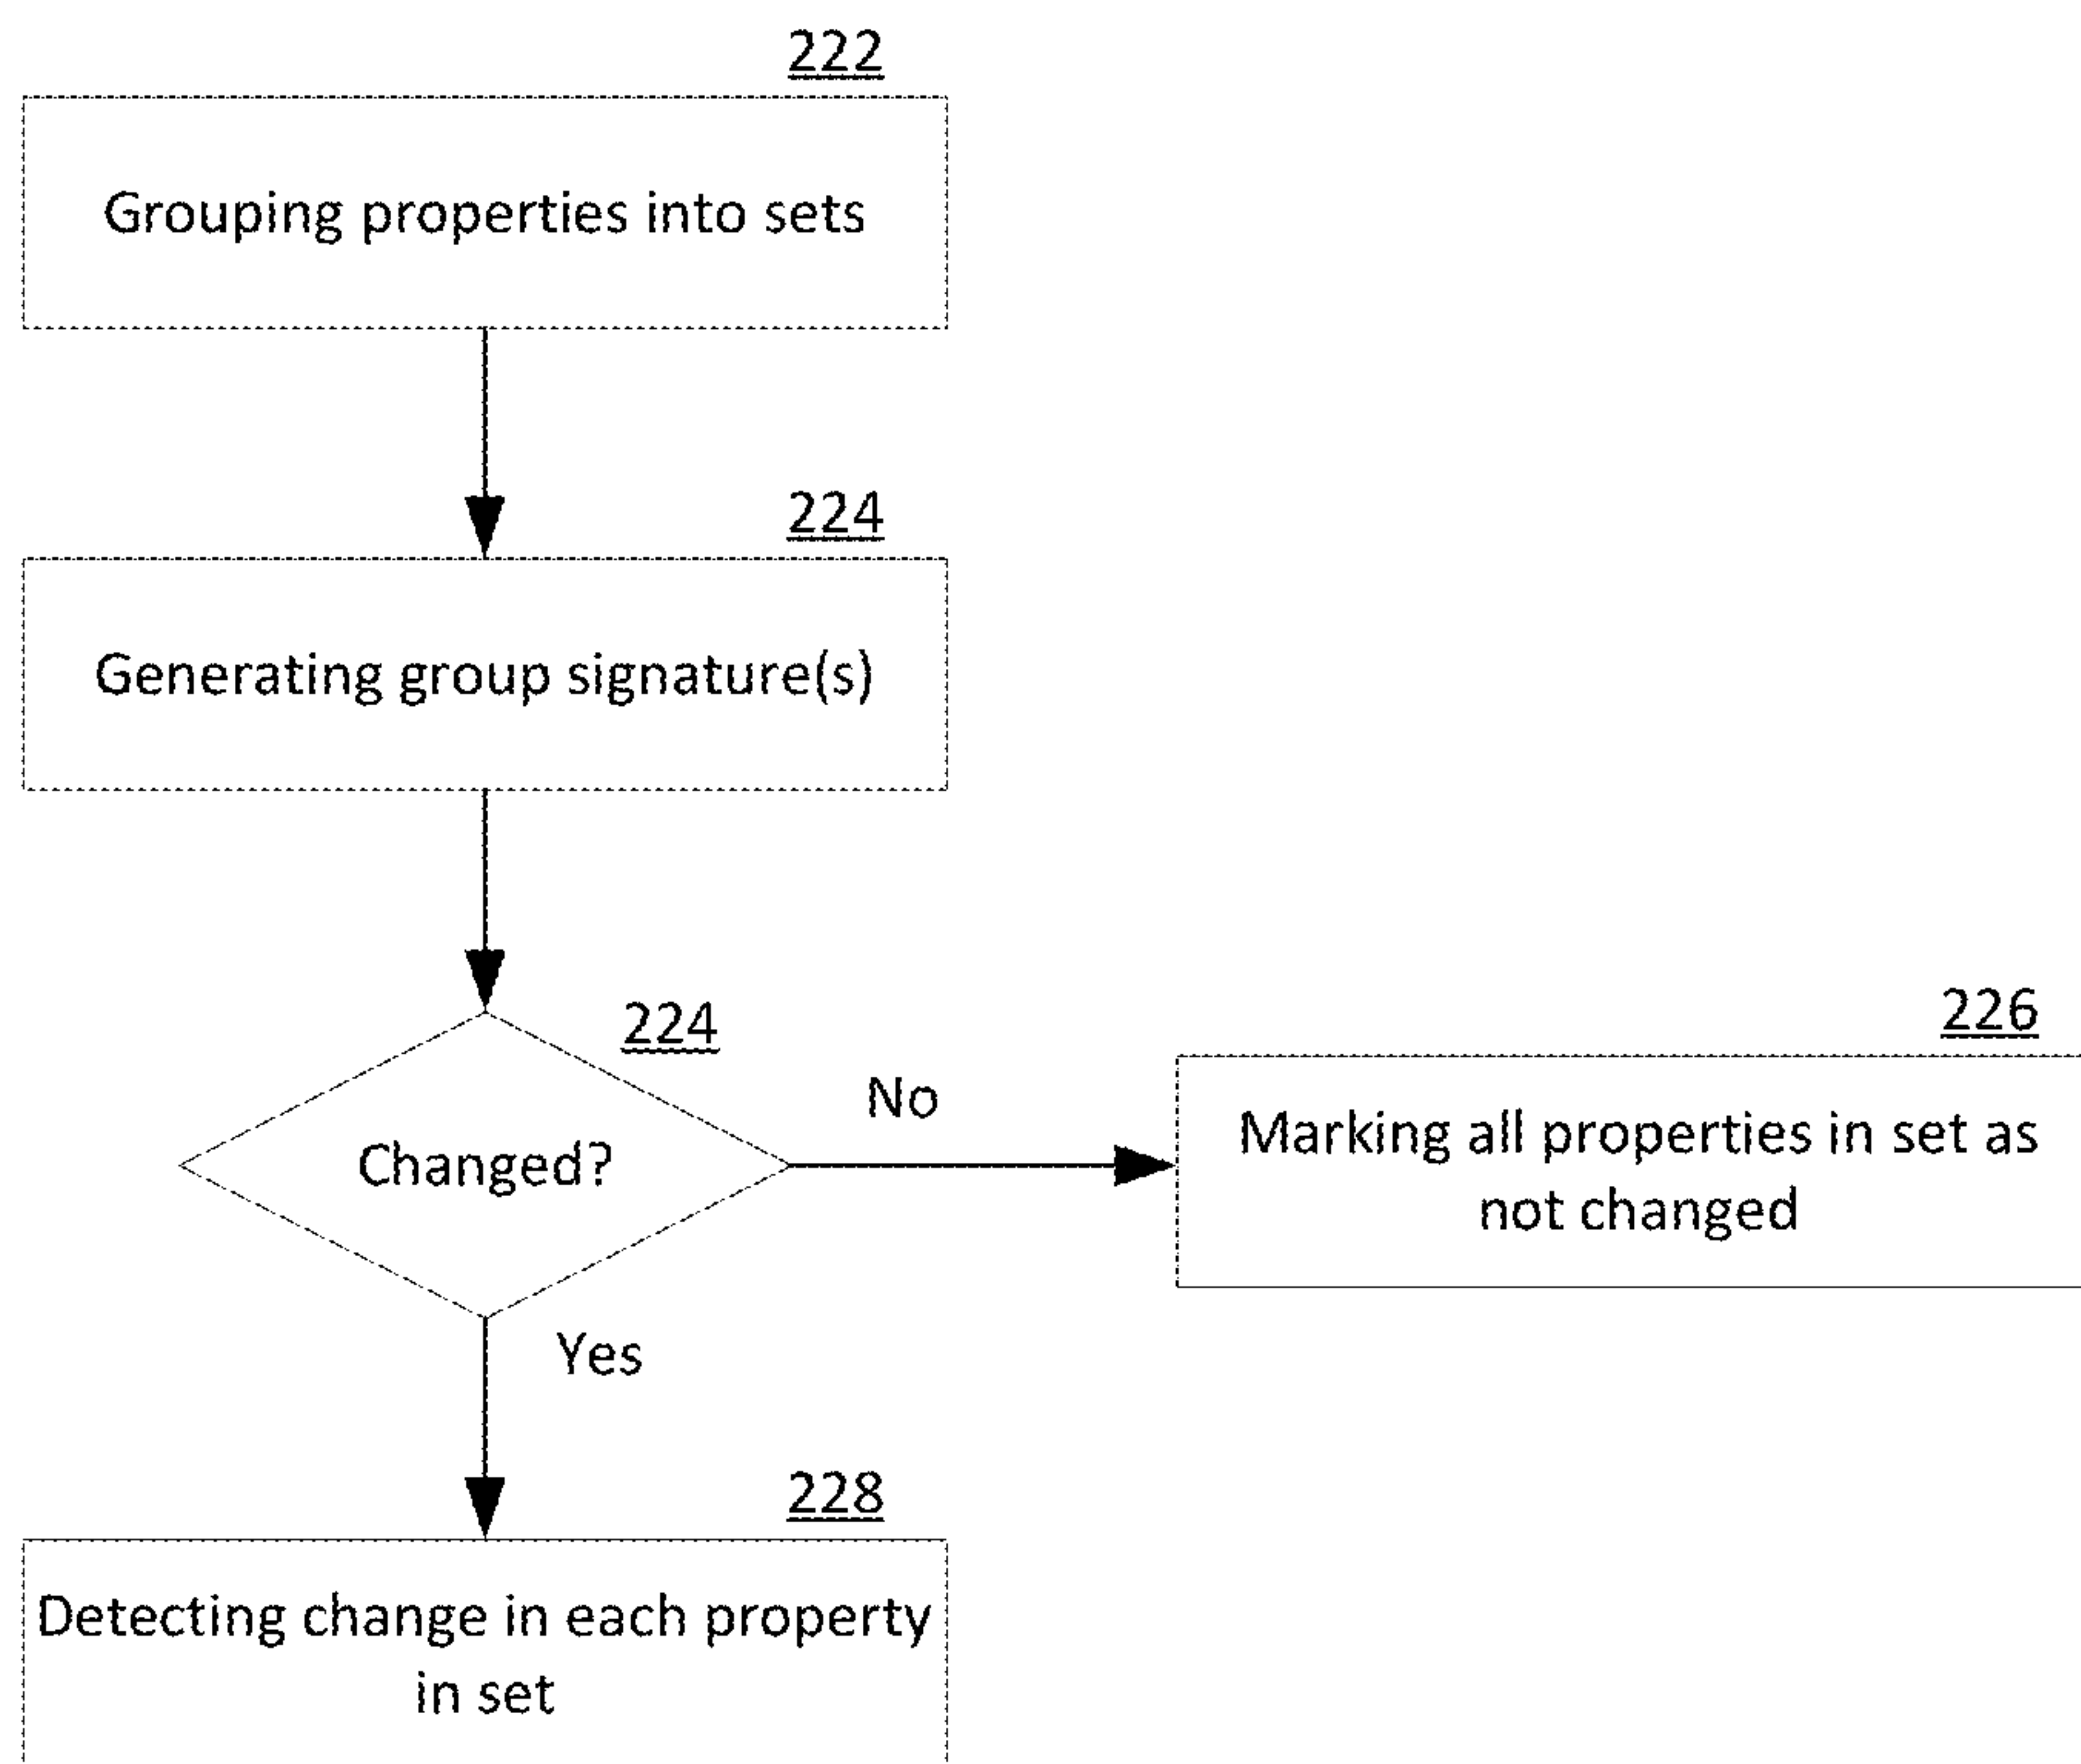 222
Grouping properties into sets
224
Generating group signature(s)
224
Changed?
No
226
Marking all properties in set as
not changed
Yes
228
Detecting change in each property
in set